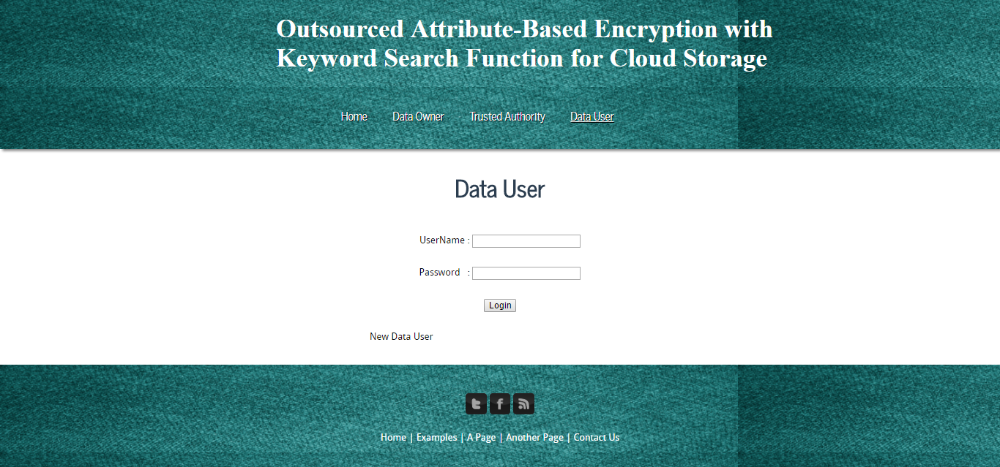 Outsourced Attribute-Based Encryption with
Keyword Search Function for Cloud Storage
Home Data Owner Trusted Authority Data User
Data User
UserName :
Password :
Login
New Data User
Home | Examples | A Page | Another Page | Contact Us